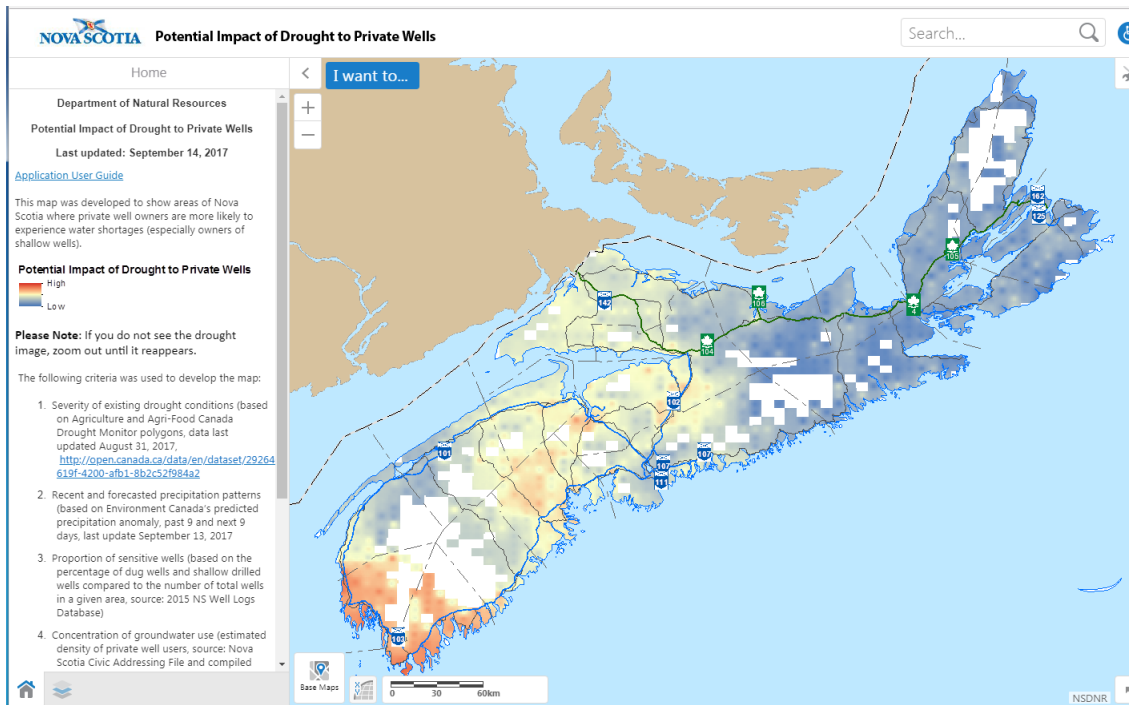 NOVA SCOTIA
Potential Impact of Drought to Private Wells
Search...
Home
I want to...
Department of Natural Resources
Potential Impact of Drought to Private Wells
Last updated: September 14, 2017
Application User Guide
This map was developed to show areas of Nova
Scotia where private well owners are more likely to
experience water shortages (especially owners of
shallow wells).
Potential Impact of Drought to Private Wells
High
Low
Please Note: If you do not see the drought
image, zoom out until it reappears.
The following criteria was used to develop the map:
1. Severity of existing drought conditions (based
on Agriculture and Agri-Food Canada
Drought Monitor polygons, data last
updated August 31, 2017,
http://open.canada.ca/data/en/dataset/29264
619f-4200-afb1-8b2c52f984a2
2. Recent and forecasted precipitation patterns
(based on Environment Canada's predicted
precipitation anomaly, past 9 and next 9
days, last update September 13, 2017
3. Proportion of sensitive wells (based on the
percentage of dug wells and shallow drilled
wells compared to the number of total wells
in a given area, source: 2015 NS Well Logs
Database)
4. Concentration of groundwater use (estimated
density of private well users, source: Nova
Scotia Civic Addressing File and compiled
162
125
105
4
106
142
104
102
101
107
107
111
103
Base Maps
X
Y
0 30 60km
NSDNR